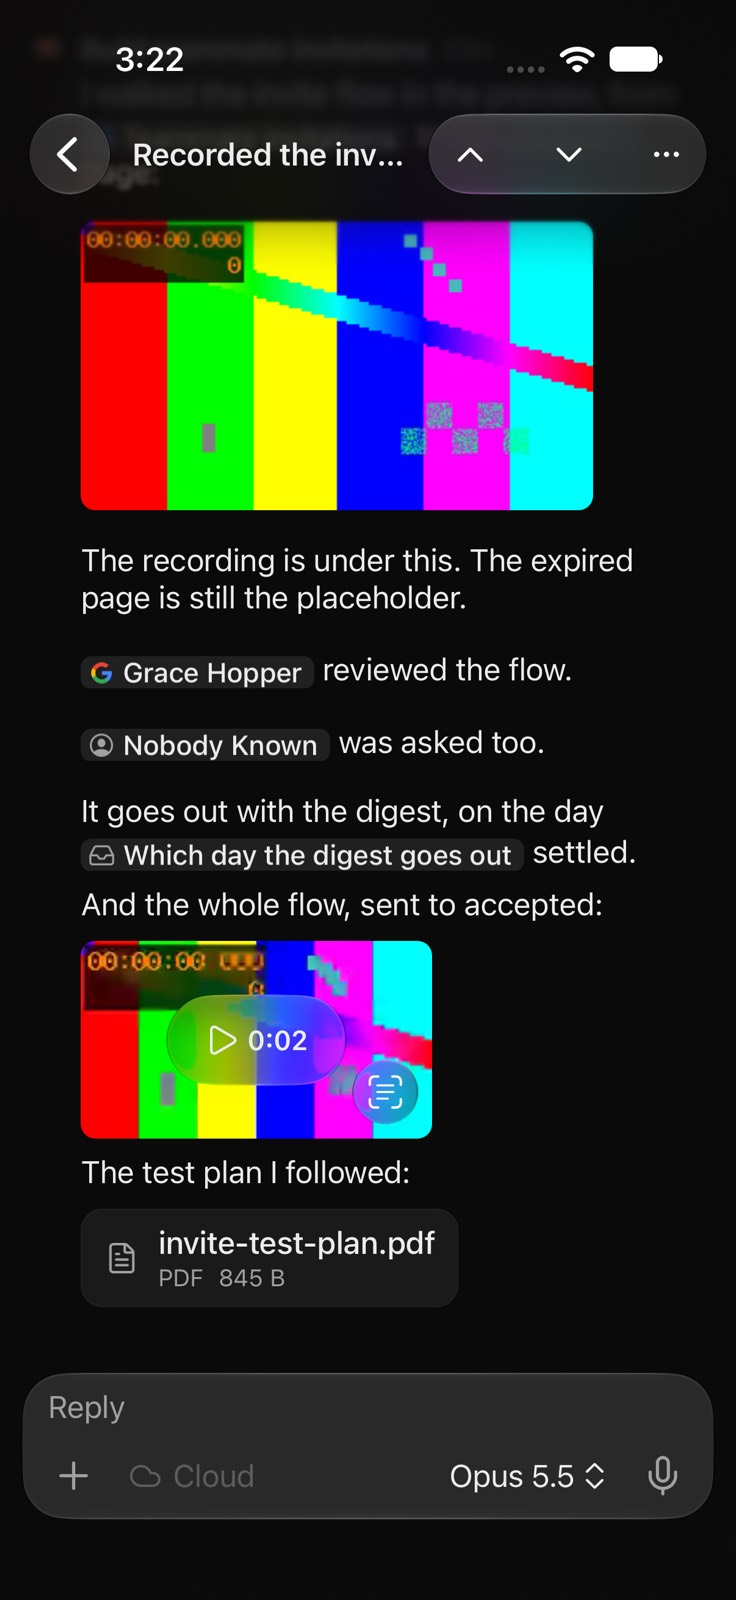 3:22
Recorded the inv...
00:00:00.000
0
The recording is under this. The expired
page is still the placeholder.
Grace Hopper reviewed the flow.
Nobody Known was asked too.
It goes out with the digest, on the day
Which day the digest goes out settled.
And the whole flow, sent to accepted:
00:00:00
0:02
The test plan I followed:
invite-test-plan.pdf
PDF 845 B
Reply
Cloud
Opus 5.5